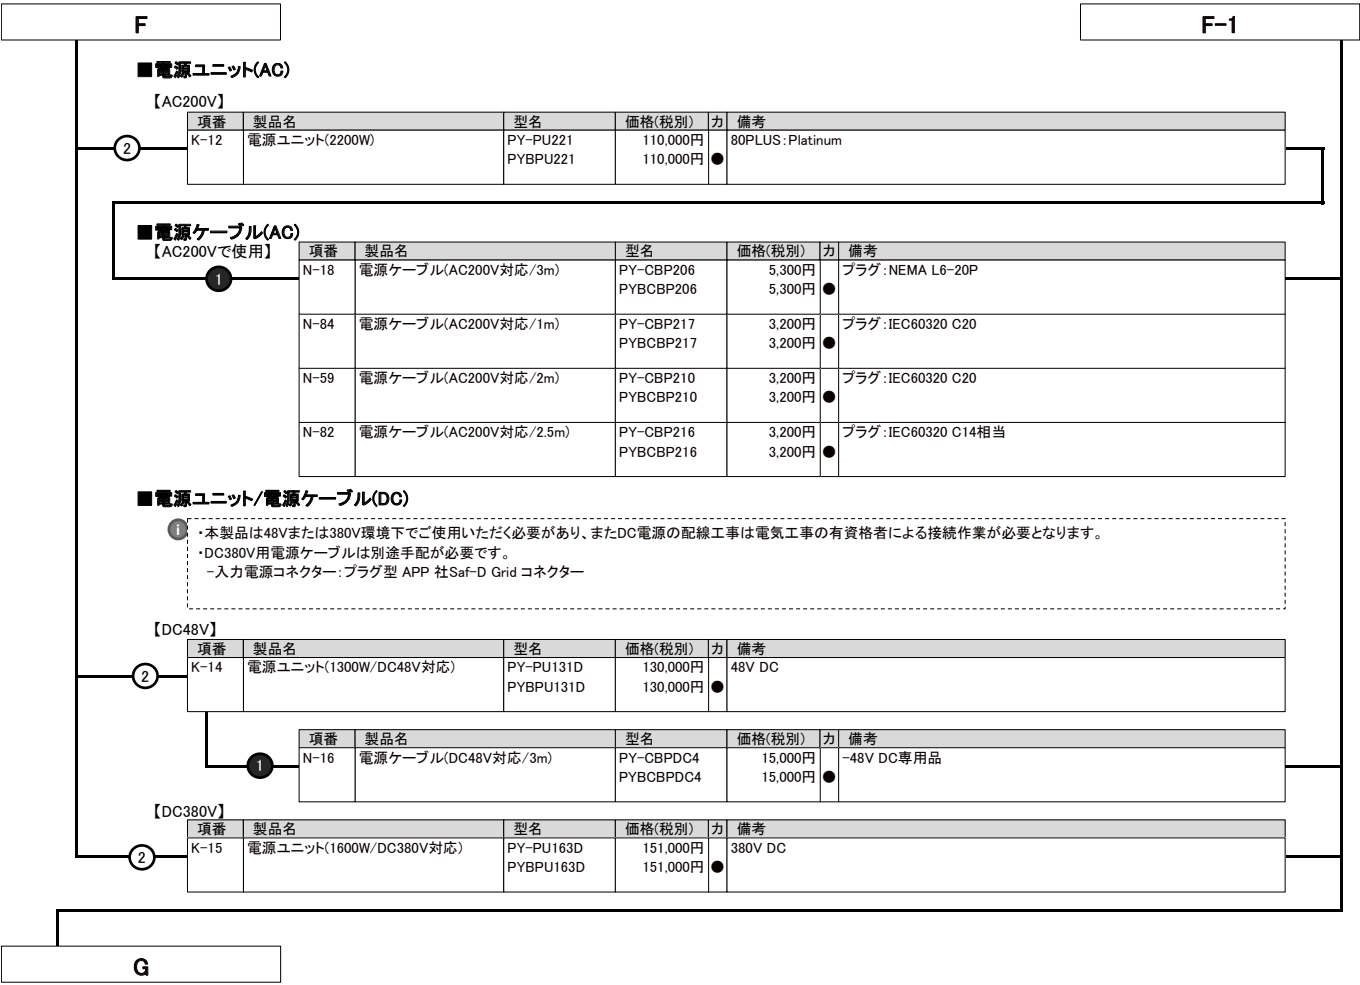 F
F-1
■電源ユニット(AC)
【AC200V】
項番 製品名 型名 価格(税別) カ 備考
2
K-12 電源ユニット(2200W) PY-PU221 110,000円 80PLUS:Platinum
PYBPU221 110,000円 ●
■電源ケーブル(AC)
【AC200Vで使用】
項番 製品名 型名 価格(税別) カ 備考
1
N-18 電源ケーブル(AC200V対応/3m) PY-CBP206 5,300円 プラグ:NEMA L6-20P
PYBCBP206 5,300円 ●
N-84 電源ケーブル(AC200V対応/1m) PY-CBP217 3,200円 プラグ:IEC60320 C20
PYBCBP217 3,200円 ●
N-59 電源ケーブル(AC200V対応/2m) PY-CBP210 3,200円 プラグ:IEC60320 C20
PYBCBP210 3,200円 ●
N-82 電源ケーブル(AC200V対応/2.5m) PY-CBP216 3,200円 プラグ:IEC60320 C14相当
PYBCBP216 3,200円 ●
■電源ユニット/電源ケーブル(DC)
i
・本製品は48Vまたは380V環境下でご使用いただく必要があり、またDC電源の配線工事は電気工事の有資格者による接続作業が必要となります。
・DC380V用電源ケーブルは別途手配が必要です。
-入力電源コネクター:プラグ型 APP 社Saf-D Grid コネクター
【DC48V】
項番 製品名 型名 価格(税別) カ 備考
2
K-14 電源ユニット(1300W/DC48V対応) PY-PU131D 130,000円 48V DC
PYBPU131D 130,000円 ●
項番 製品名 型名 価格(税別) カ 備考
1
N-16 電源ケーブル(DC48V対応/3m) PY-CBPDC4 15,000円 -48V DC専用品
PYBCBPDC4 15,000円 ●
【DC380V】
項番 製品名 型名 価格(税別) カ 備考
2
K-15 電源ユニット(1600W/DC380V対応) PY-PU163D 151,000円 380V DC
PYBPU163D 151,000円 ●
G